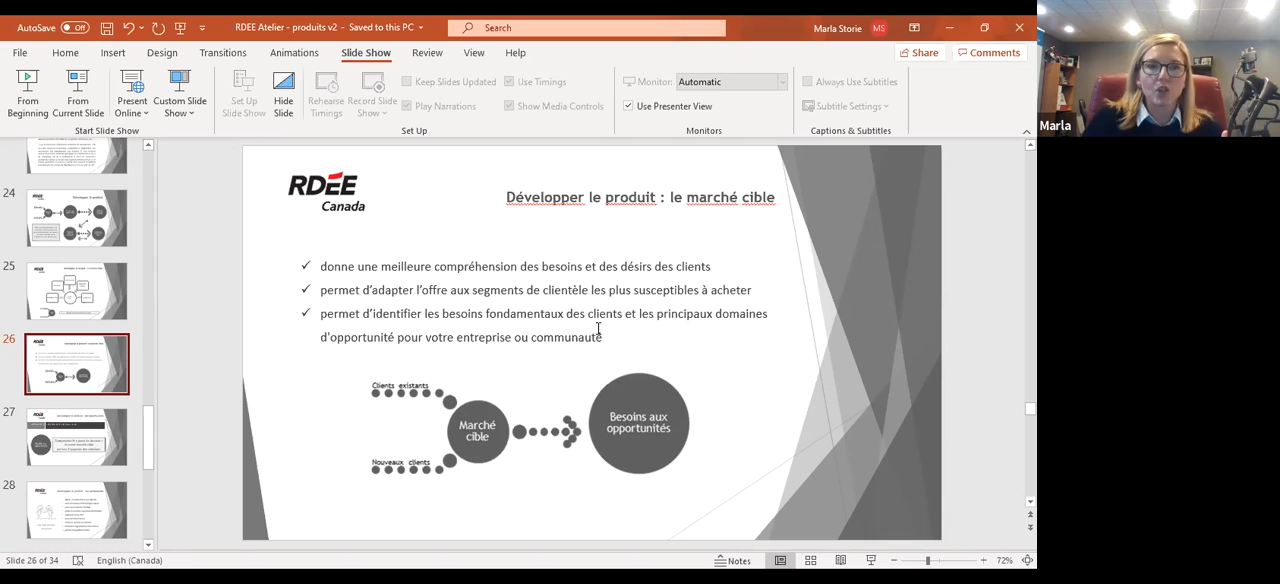 AutoSave Off RDEE Atelier - produits v2 - Saved to this PC Search Marla Storie MS
File Home Insert Design Transitions Animations Slide Show Review View Help Share Comments
From Beginning
From Current Slide
Present Online
Custom Slide Show
Set Up Slide Show
Hide Slide
Rehearse Timings
Record Slide Show
Keep Slides Updated
Play Narrations
Use Timings
Show Media Controls
Monitor: Automatic
Use Presenter View
Always Use Subtitles
Subtitle Settings
Start Slide Show
Set Up
Monitors
Captions & Subtitles
Marla
24
25
26
27
28
RDÉE
Canada
Développer le produit : le marché cible
✓ donne une meilleure compréhension des besoins et des désirs des clients
✓ permet d’adapter l’offre aux segments de clientèle les plus susceptibles à acheter
✓ permet d’identifier les besoins fondamentaux des clients et les principaux domaines
d'opportunité pour votre entreprise ou communauté
Clients existants
Marché
cible
Nouveaux clients
Besoins aux
opportunités
Slide 26 of 34 English (Canada) Notes 72%